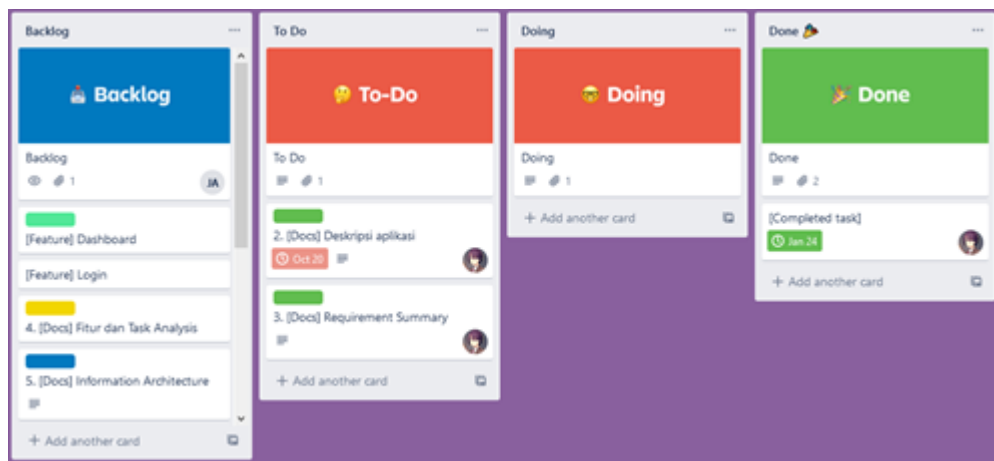 Backlog
Backlog
Backlog
1
JA
[Feature] Dashboard
[Feature] Login
4. [Docs] Fitur dan Task Analysis
5. [Docs] Information Architecture
+ Add another card
To Do
To-Do
To Do
1
2. [Docs] Deskripsi aplikasi
Oct 20
3. [Docs] Requirement Summary
+ Add another card
Doing
Doing
Doing
1
+ Add another card
Done
Done
Done
2
[Completed task]
Jan 24
+ Add another card